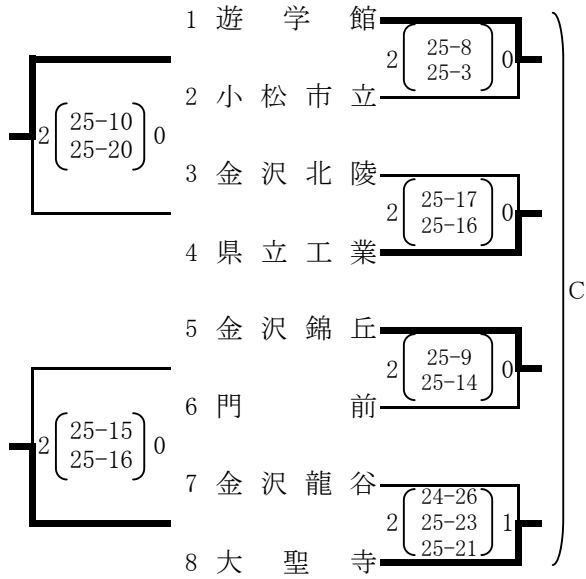 1 遊学館
2 ( 25-8 25-3 ) 0
2 小松市立
2 ( 25-10 25-20 ) 0
3 金沢北陵
2 ( 25-17 25-16 ) 0
4 県立工業
C
5 金沢錦丘
2 ( 25-9 25-14 ) 0
6 門前
2 ( 25-15 25-16 ) 0
7 金沢龍谷
2 ( 24-26 25-23 25-21 ) 1
8 大聖寺